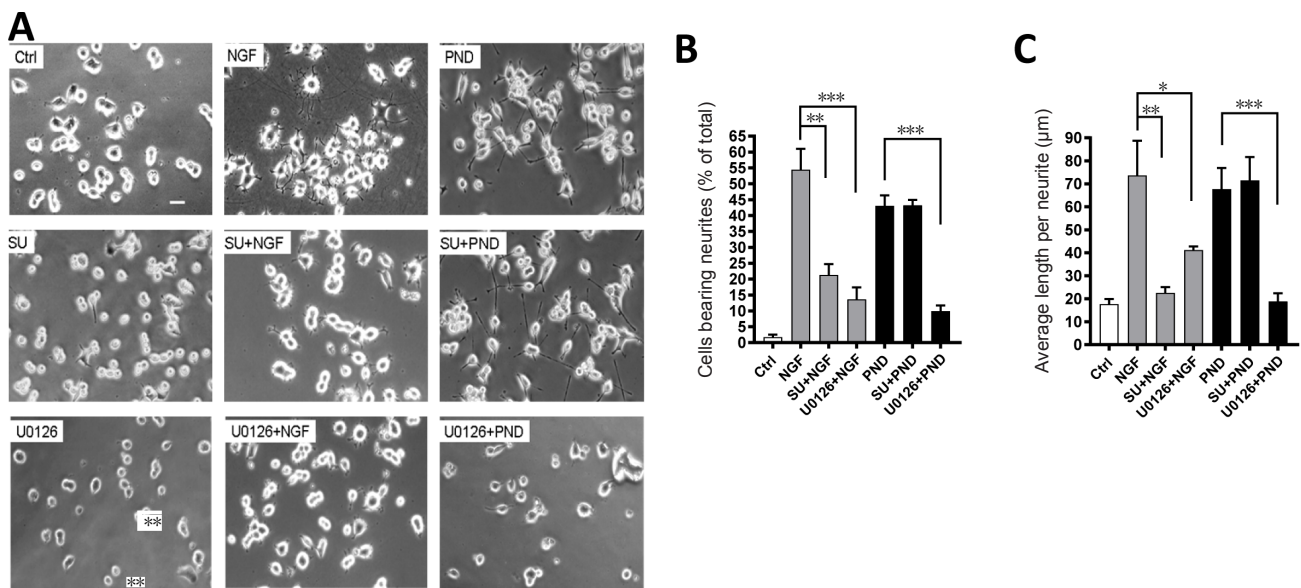 A
Ctrl
NGF
PND
SU
SU+NGF
SU+PND
U0126
U0126+NGF
U0126+PND
**
**
B
Cells bearing neurites (% of total)
65
60
55
50
45
40
35
30
25
20
15
10
5
0
***
**
***
Ctrl
NGF
SU+NGF
U0126+NGF
PND
SU+PND
U0126+PND
C
Average length per neurite (µm)
90
80
70
60
50
40
30
20
10
0
*
**
***
Ctrl
NGF
SU+NGF
U0126+NGF
PND
SU+PND
U0126+PND